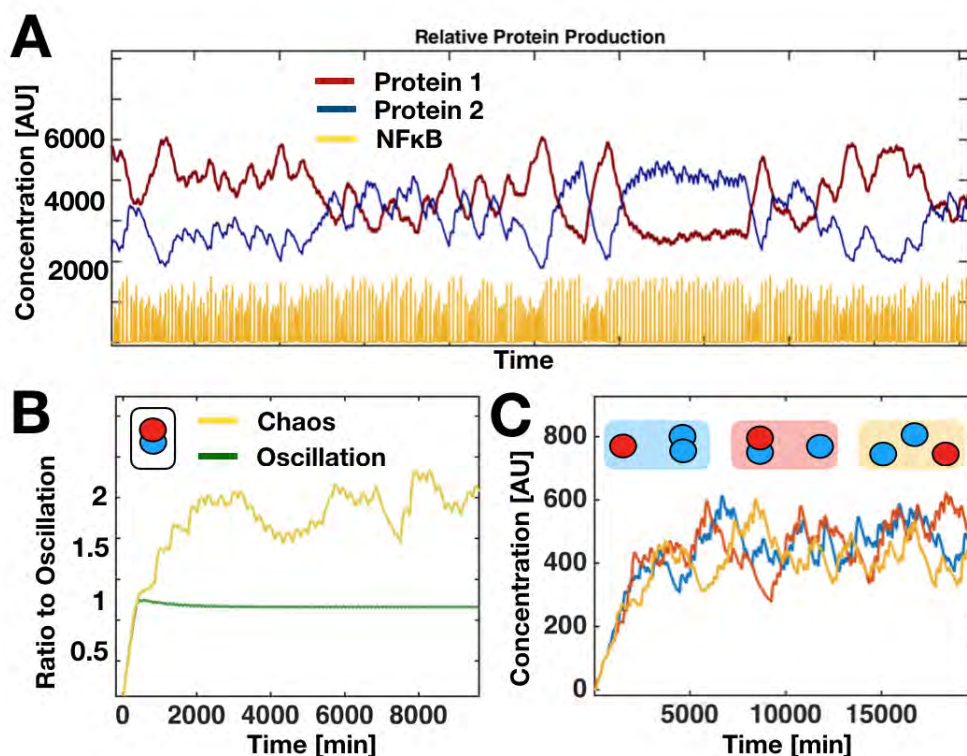 A
Relative Protein Production
Protein 1
Protein 2
NFκB
Concentration [AU]
6000
4000
2000
Time
B
Chaos
Oscillation
Ratio to Oscillation
2
1.5
1
0.5
0 2000 4000 6000 8000
Time [min]
C
Concentration [AU]
800
600
400
200
0
5000 10000 15000
Time [min]